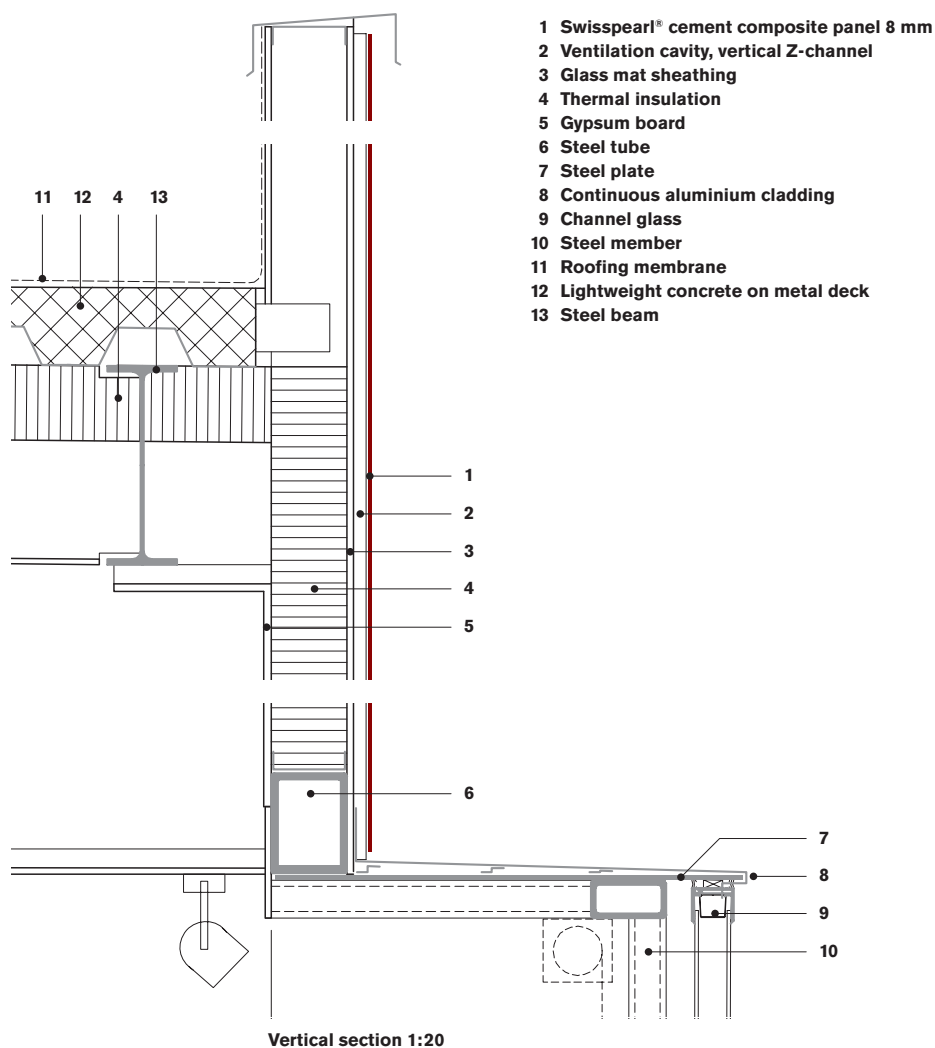 1 Swisspearl® cement composite panel 8 mm
2 Ventilation cavity, vertical Z-channel
3 Glass mat sheathing
4 Thermal insulation
5 Gypsum board
6 Steel tube
7 Steel plate
8 Continuous aluminium cladding
9 Channel glass
10 Steel member
11 Roofing membrane
12 Lightweight concrete on metal deck
13 Steel beam
11 12 4 13
4
1
2
3
4
5
6
7
8
9
10
Vertical section 1:20